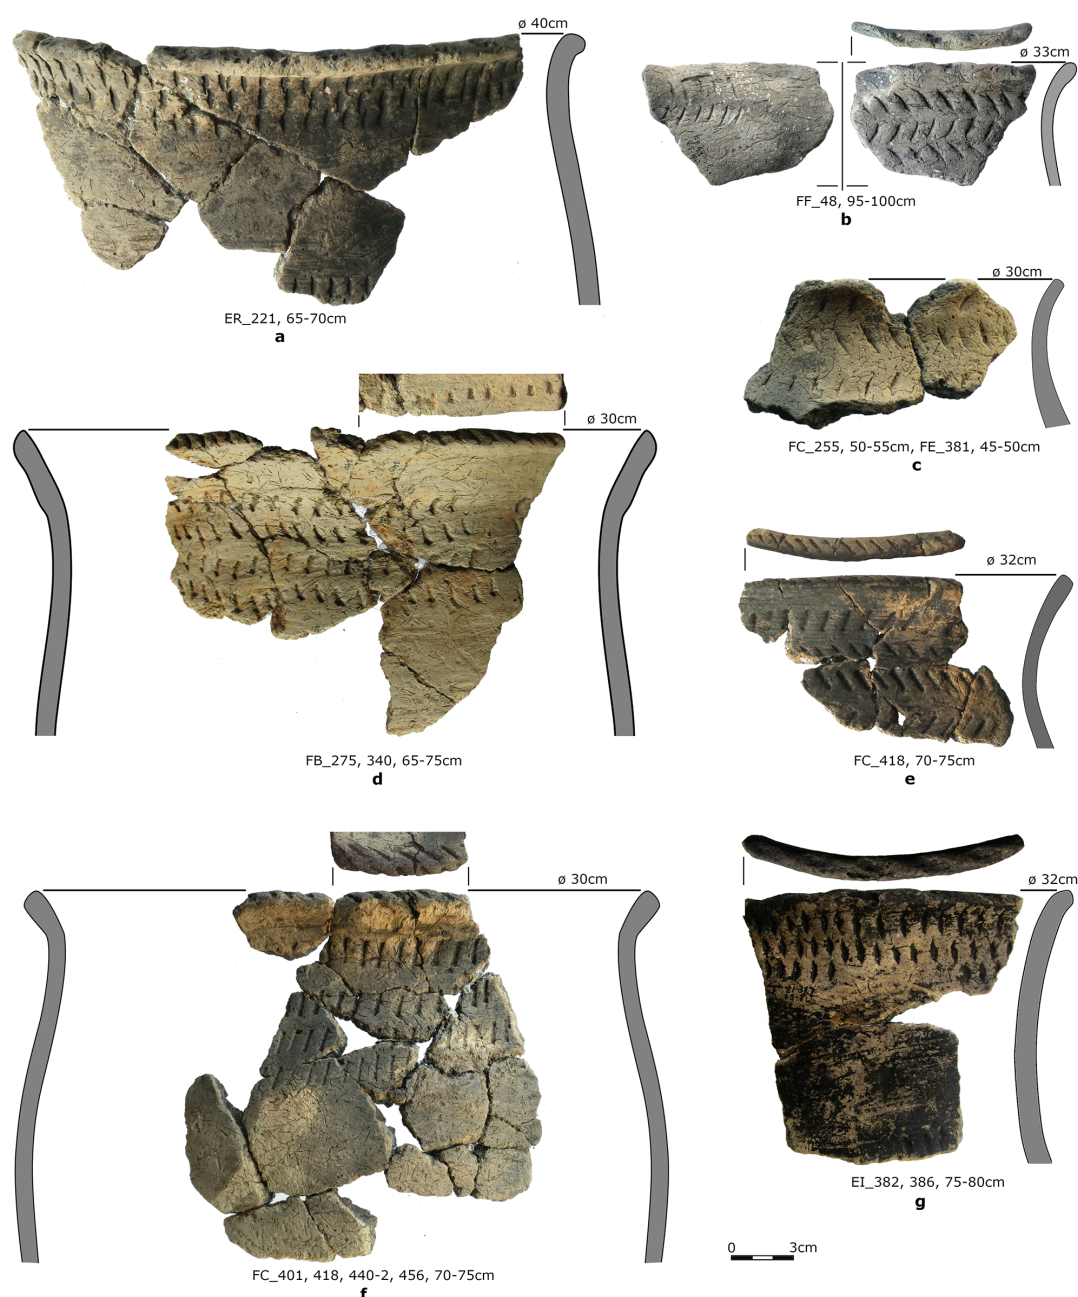 ø 40cm
ER_221, 65-70cm
a
ø 33cm
FF_48, 95-100cm
b
ø 30cm
FC_255, 50-55cm, FE_381, 45-50cm
c
ø 30cm
FB_275, 340, 65-75cm
d
ø 32cm
FC_418, 70-75cm
e
ø 30cm
FC_401, 418, 440-2, 456, 70-75cm
f
ø 32cm
EI_382, 386, 75-80cm
g
0 3cm